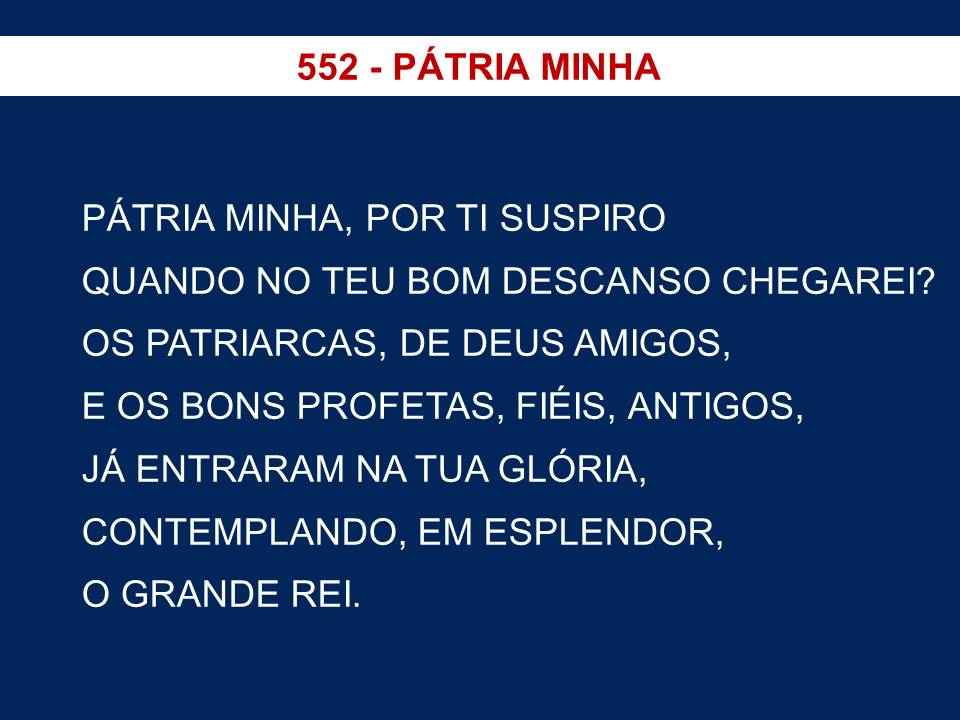 552 - PÁTRIA MINHA
PÁTRIA MINHA, POR TI SUSPIRO
QUANDO NO TEU BOM DESCANSO CHEGAREI?
OS PATRIARCAS, DE DEUS AMIGOS,
E OS BONS PROFETAS, FIÉIS, ANTIGOS,
JÁ ENTRARAM NA TUA GLÓRIA,
CONTEMPLANDO, EM ESPLENDOR,
O GRANDE REI.